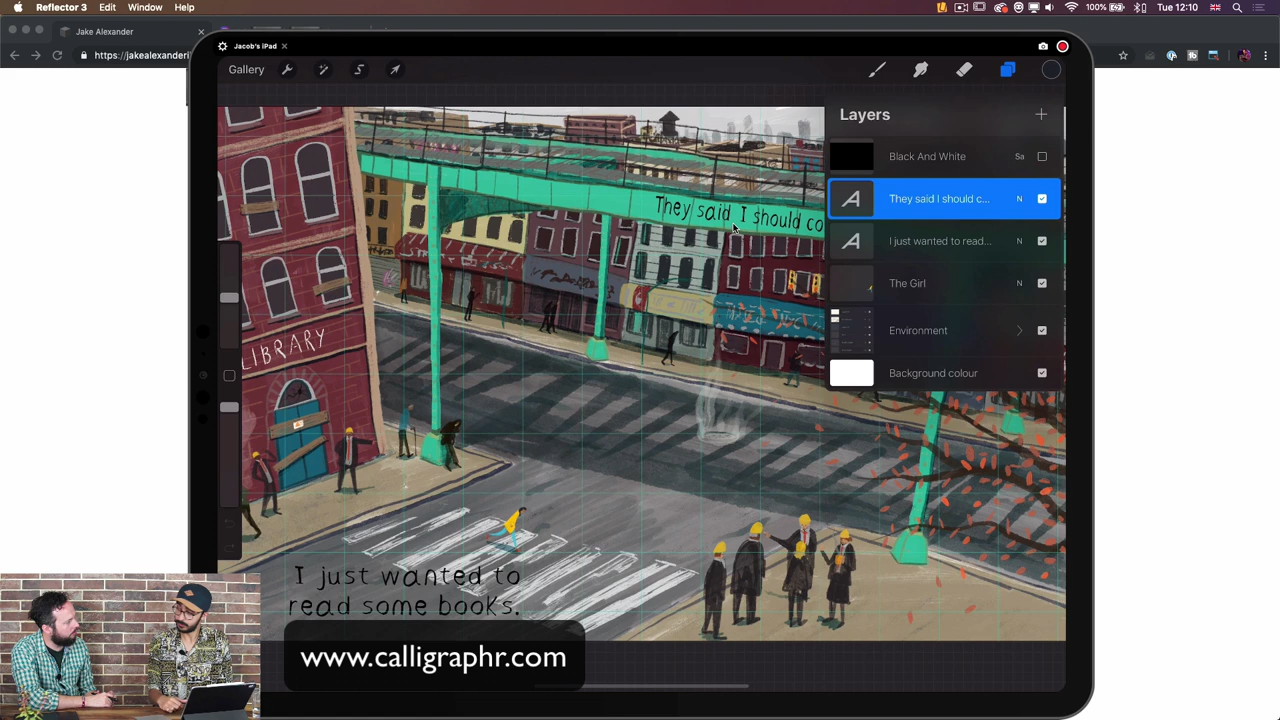 Reflector 3 Edit Window Help
100% Tue 12:10
Jake Alexander
https://jakealexanderi
Jacob's iPad
Gallery
Layers
Black And White Sa
They said I should c... N
I just wanted to read... N
The Girl N
Environment
Background colour
They said I should co
LIBRARY
I just wanted to
read some books.
www.calligraphr.com